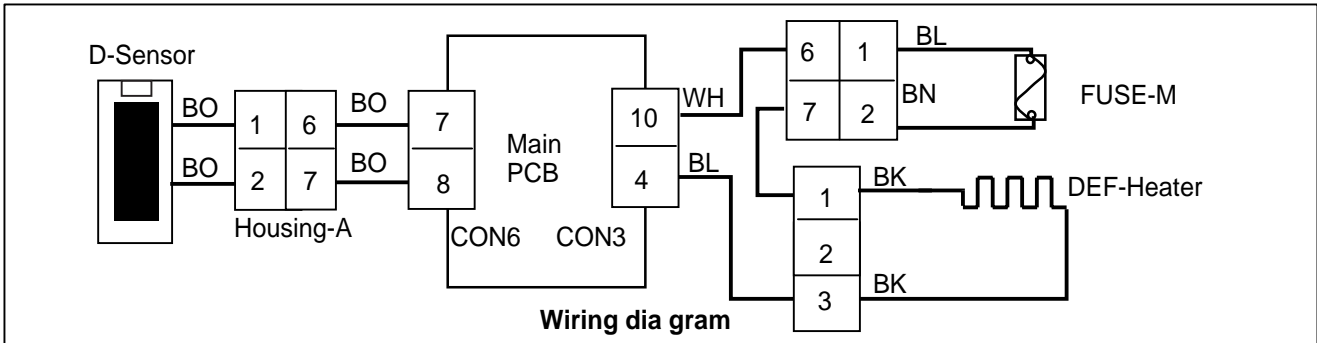 D-Sensor
BO
BO
1
6
2
7
Housing-A
BO
BO
7
8
Main
PCB
CON6
CON3
10
4
WH
BL
6
1
7
2
BL
BN
FUSE-M
1
2
3
BK
BK
DEF-Heater
Wiring dia gram